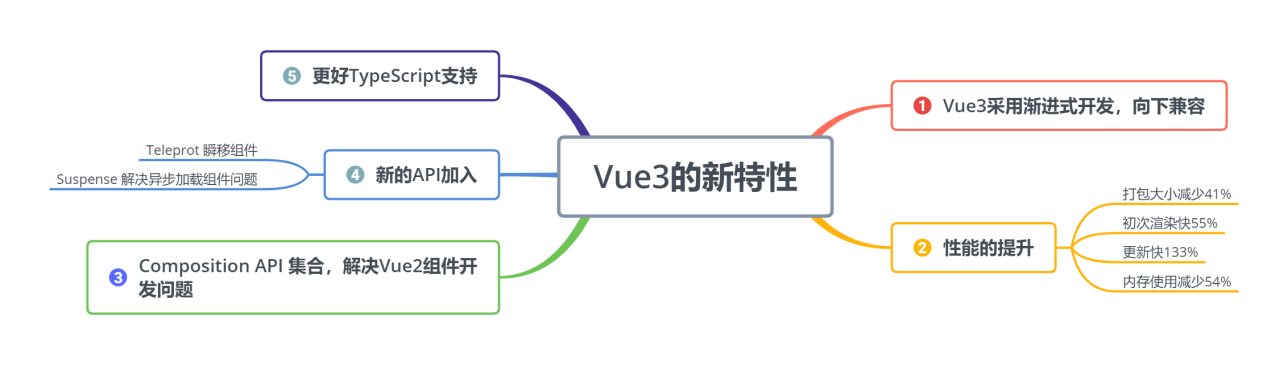 Vue3的新特性
1 Vue3采用渐进式开发，向下兼容
2 性能的提升
打包大小减少41%
初次渲染快55%
更新快133%
内存使用减少54%
3 Composition API 集合，解决Vue2组件开
发问题
4 新的API加入
Teleprot 瞬移组件
Suspense 解决异步加载组件问题
5 更好TypeScript支持